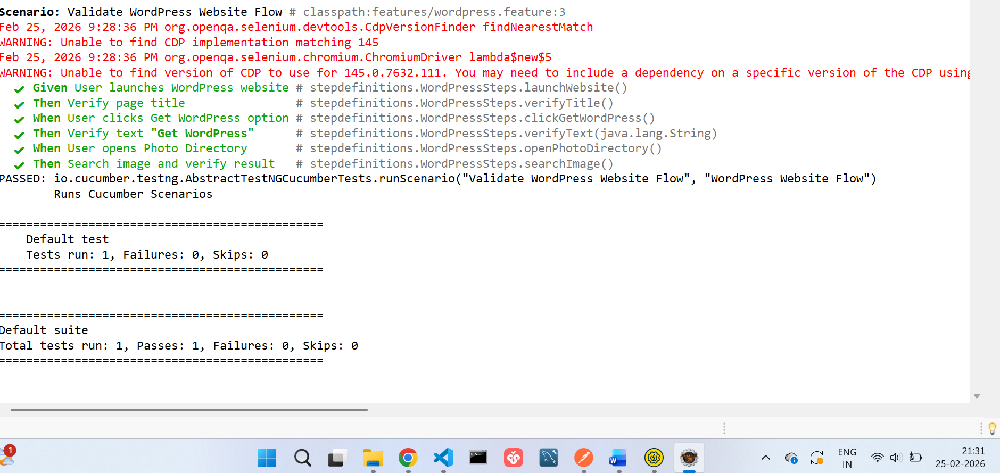 Scenario: Validate WordPress Website Flow # classpath:features/wordpress.feature:3
Feb 25, 2026 9:28:36 PM org.openqa.selenium.devtools.CdpVersionFinder findNearestMatch
WARNING: Unable to find CDP implementation matching 145
Feb 25, 2026 9:28:36 PM org.openqa.selenium.chromium.ChromiumDriver lambda$new$5
WARNING: Unable to find version of CDP to use for 145.0.7632.111. You may need to include a dependency on a specific version of the CDP using
Given User launches WordPress website # stepdefinitions.WordPressSteps.launchWebsite()
Then Verify page title # stepdefinitions.WordPressSteps.verifyTitle()
When User clicks Get WordPress option # stepdefinitions.WordPressSteps.clickGetWordPress()
Then Verify text "Get WordPress" # stepdefinitions.WordPressSteps.verifyText(java.lang.String)
When User opens Photo Directory # stepdefinitions.WordPressSteps.openPhotoDirectory()
Then Search image and verify result # stepdefinitions.WordPressSteps.searchImage()
PASSED: io.cucumber.testng.AbstractTestNGCucumberTests.runScenario("Validate WordPress Website Flow", "WordPress Website Flow")
Runs Cucumber Scenarios
===============================================
Default test
Tests run: 1, Failures: 0, Skips: 0
===============================================
===============================================
Default suite
Total tests run: 1, Passes: 1, Failures: 0, Skips: 0
===============================================
1
C:\
W
Java EE
IDE
ENG
IN
21:31
25-02-2026